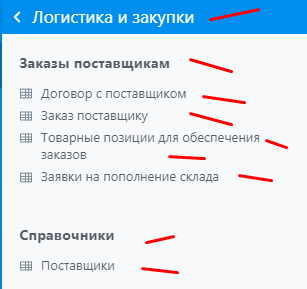 Логистика и закупки
Заказы поставщикам
Договор с поставщиком
Заказ поставщику
Товарные позиции для обеспечения
заказов
Заявки на пополнение склада
Справочники
Поставщики